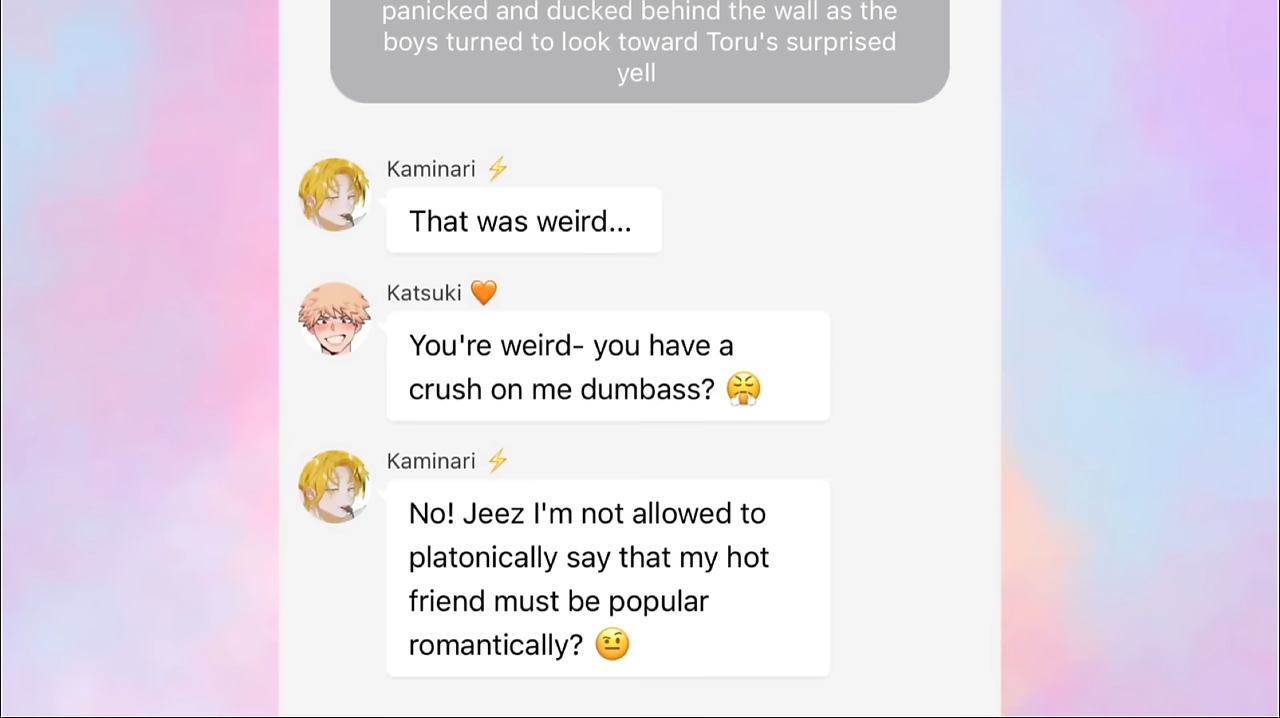 panicked and ducked behind the wall as the
boys turned to look toward Toru's surprised
yell
Kaminari ⚡
That was weird...
Katsuki 🧡
You're weird- you have a
crush on me dumbass? 😤
Kaminari ⚡
No! Jeez I'm not allowed to
platonically say that my hot
friend must be popular
romantically? 🤨